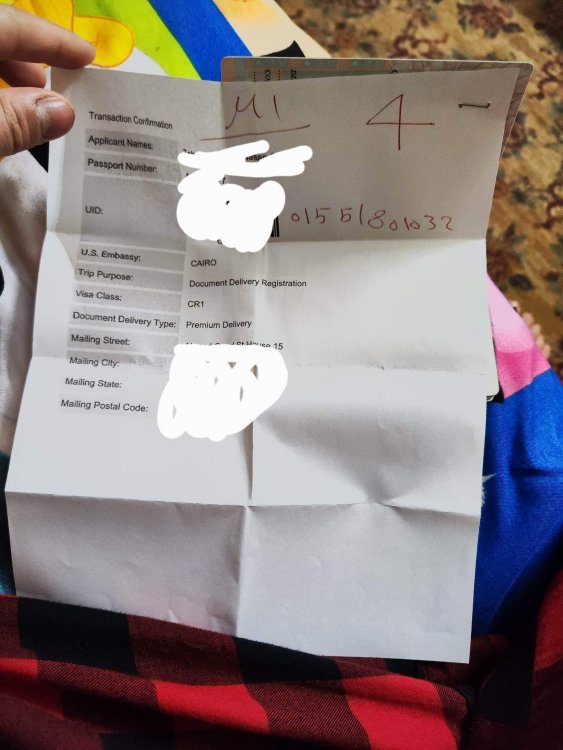 M1
4
Transaction Confirmation
Applicant Names:
Passport Number:
UID:
01551801032
U.S. Embassy: CAIRO
Trip Purpose: Document Delivery Registration
Visa Class: CR1
Document Delivery Type: Premium Delivery
Mailing Street: St House 15
Mailing City:
Mailing State:
Mailing Postal Code: